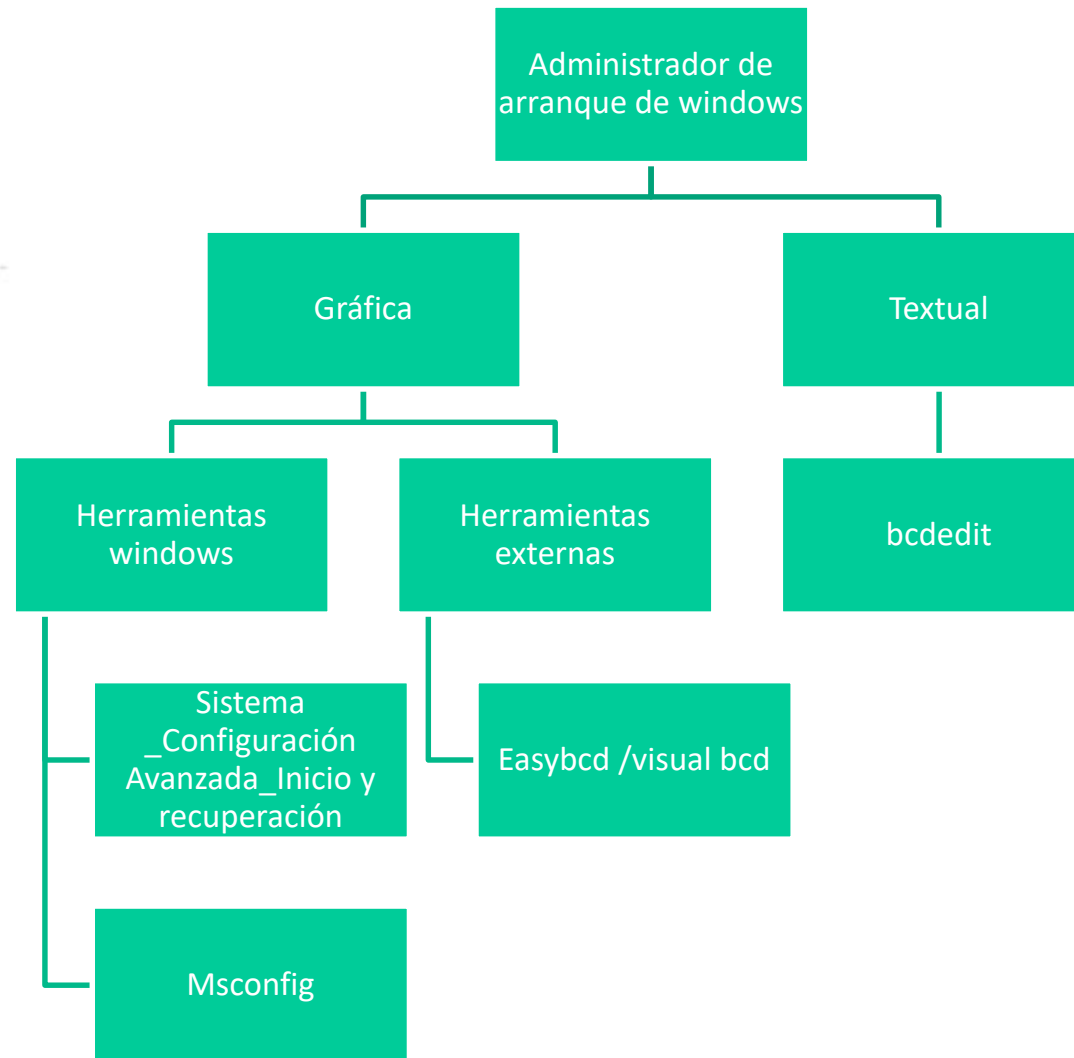 Administrador de
arranque de windows
Gráfica
Textual
Herramientas
windows
Herramientas
externas
bcdedit
Sistema
_Configuración
Avanzada_Inicio y
recuperación
Easybcd /visual bcd
Msconfig